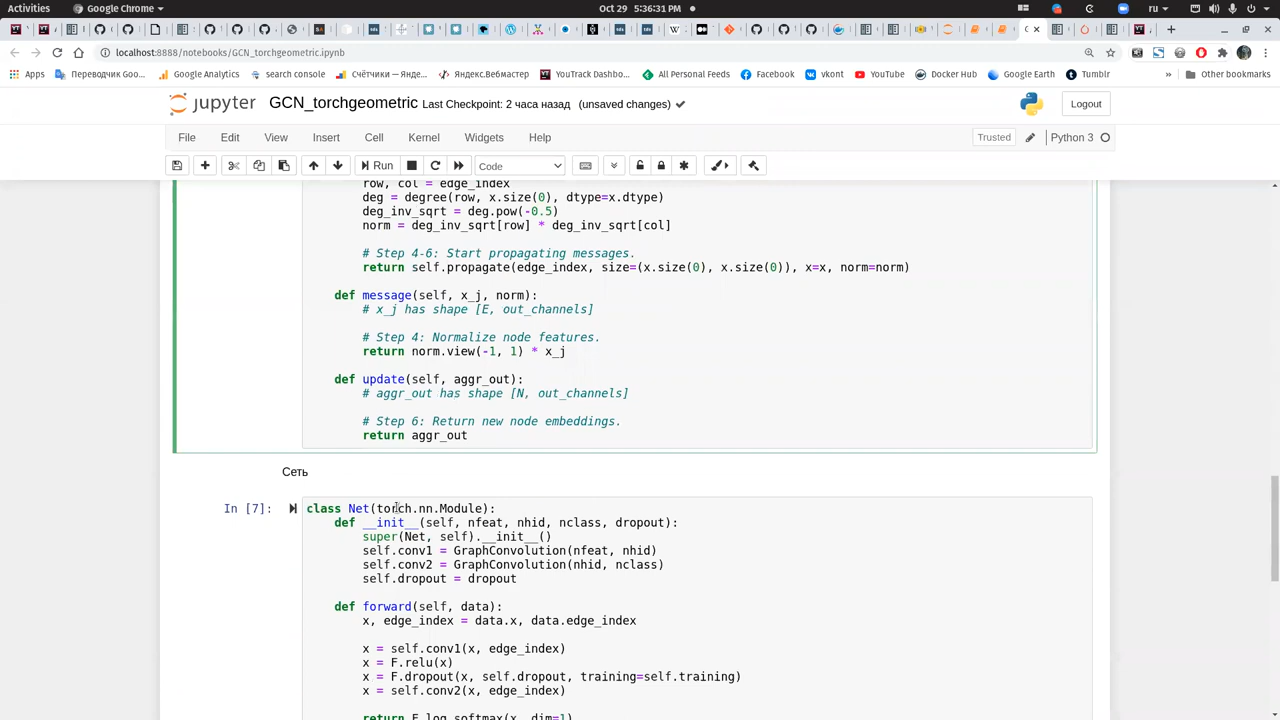 Activities
Google Chrome
Oct 29 5:36:31 PM
ru
localhost:8888/notebooks/GCN_torchgeometric.ipynb
Apps
Переводчик Goo...
Google Analytics
search console
Счётчики — Янде...
Яндекс.Вебмастер
YouTrack Dashbo...
All Personal Feeds
Facebook
vkont
YouTube
Docker Hub
Google Earth
Tumblr
»
Other bookmarks
jupyter
GCN_torchgeometric
Last Checkpoint: 2 часа назад (unsaved changes)
Logout
File
Edit
View
Insert
Cell
Kernel
Widgets
Help
Trusted
Python 3
Run
Code
row, col = edge_index
deg = degree(row, x.size(0), dtype=x.dtype)
deg_inv_sqrt = deg.pow(-0.5)
norm = deg_inv_sqrt[row] * deg_inv_sqrt[col]
# Step 4-6: Start propagating messages.
return self.propagate(edge_index, size=(x.size(0), x.size(0)), x=x, norm=norm)
def message(self, x_j, norm):
# x_j has shape [E, out_channels]
# Step 4: Normalize node features.
return norm.view(-1, 1) * x_j
def update(self, aggr_out):
# aggr_out has shape [N, out_channels]
# Step 6: Return new node embeddings.
return aggr_out
Сеть
In [7]:
class Net(torch.nn.Module):
def __init__(self, nfeat, nhid, nclass, dropout):
super(Net, self).__init__()
self.conv1 = GraphConvolution(nfeat, nhid)
self.conv2 = GraphConvolution(nhid, nclass)
self.dropout = dropout
def forward(self, data):
x, edge_index = data.x, data.edge_index
x = self.conv1(x, edge_index)
x = F.relu(x)
x = F.dropout(x, self.dropout, training=self.training)
x = self.conv2(x, edge_index)
return F.log_softmax(x, dim=1)